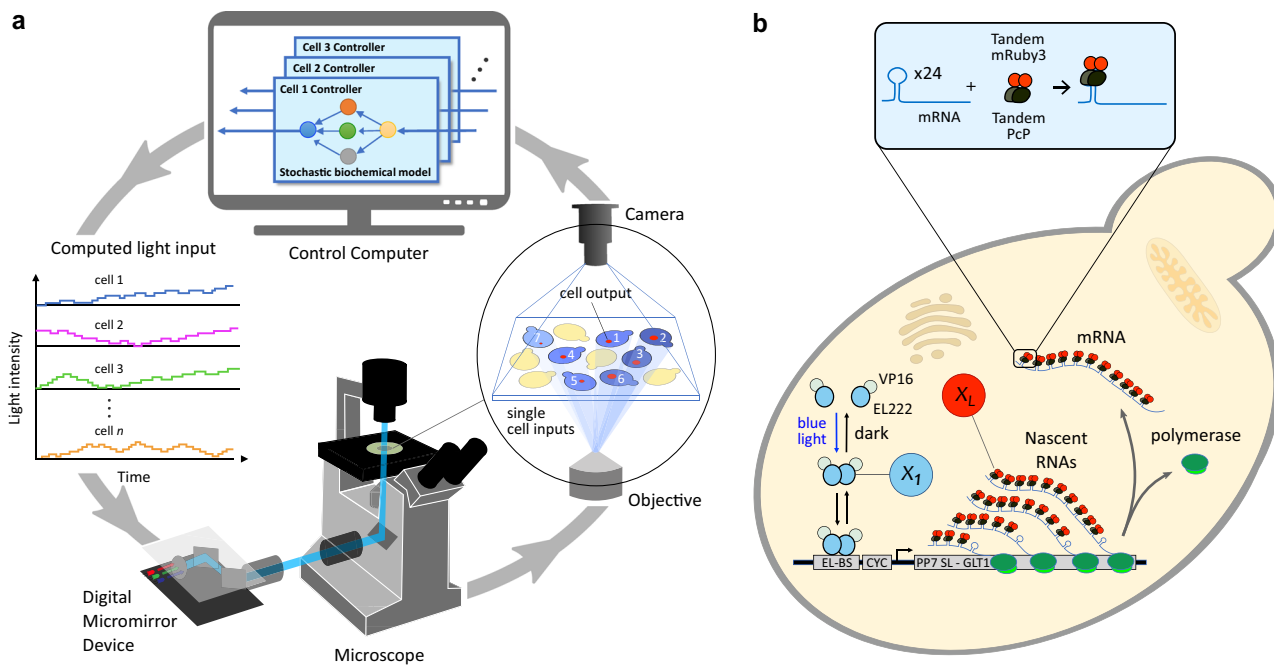 a
Cell 3 Controller
Cell 2 Controller
Cell 1 Controller
Stochastic biochemical model
Control Computer
Computed light input
cell 1
cell 2
cell 3
cell n
Light intensity
Time
Camera
cell output
7
1
2
4
3
5
6
single
cell inputs
Objective
Digital
Micromirror
Device
Microscope
b
x24
+
mRNA
Tandem
mRuby3
Tandem
PcP
mRNA
VP16
EL222
blue
light
dark
X1
XL
Nascent
RNAs
polymerase
EL-BS
CYC
PP7 SL - GLT1